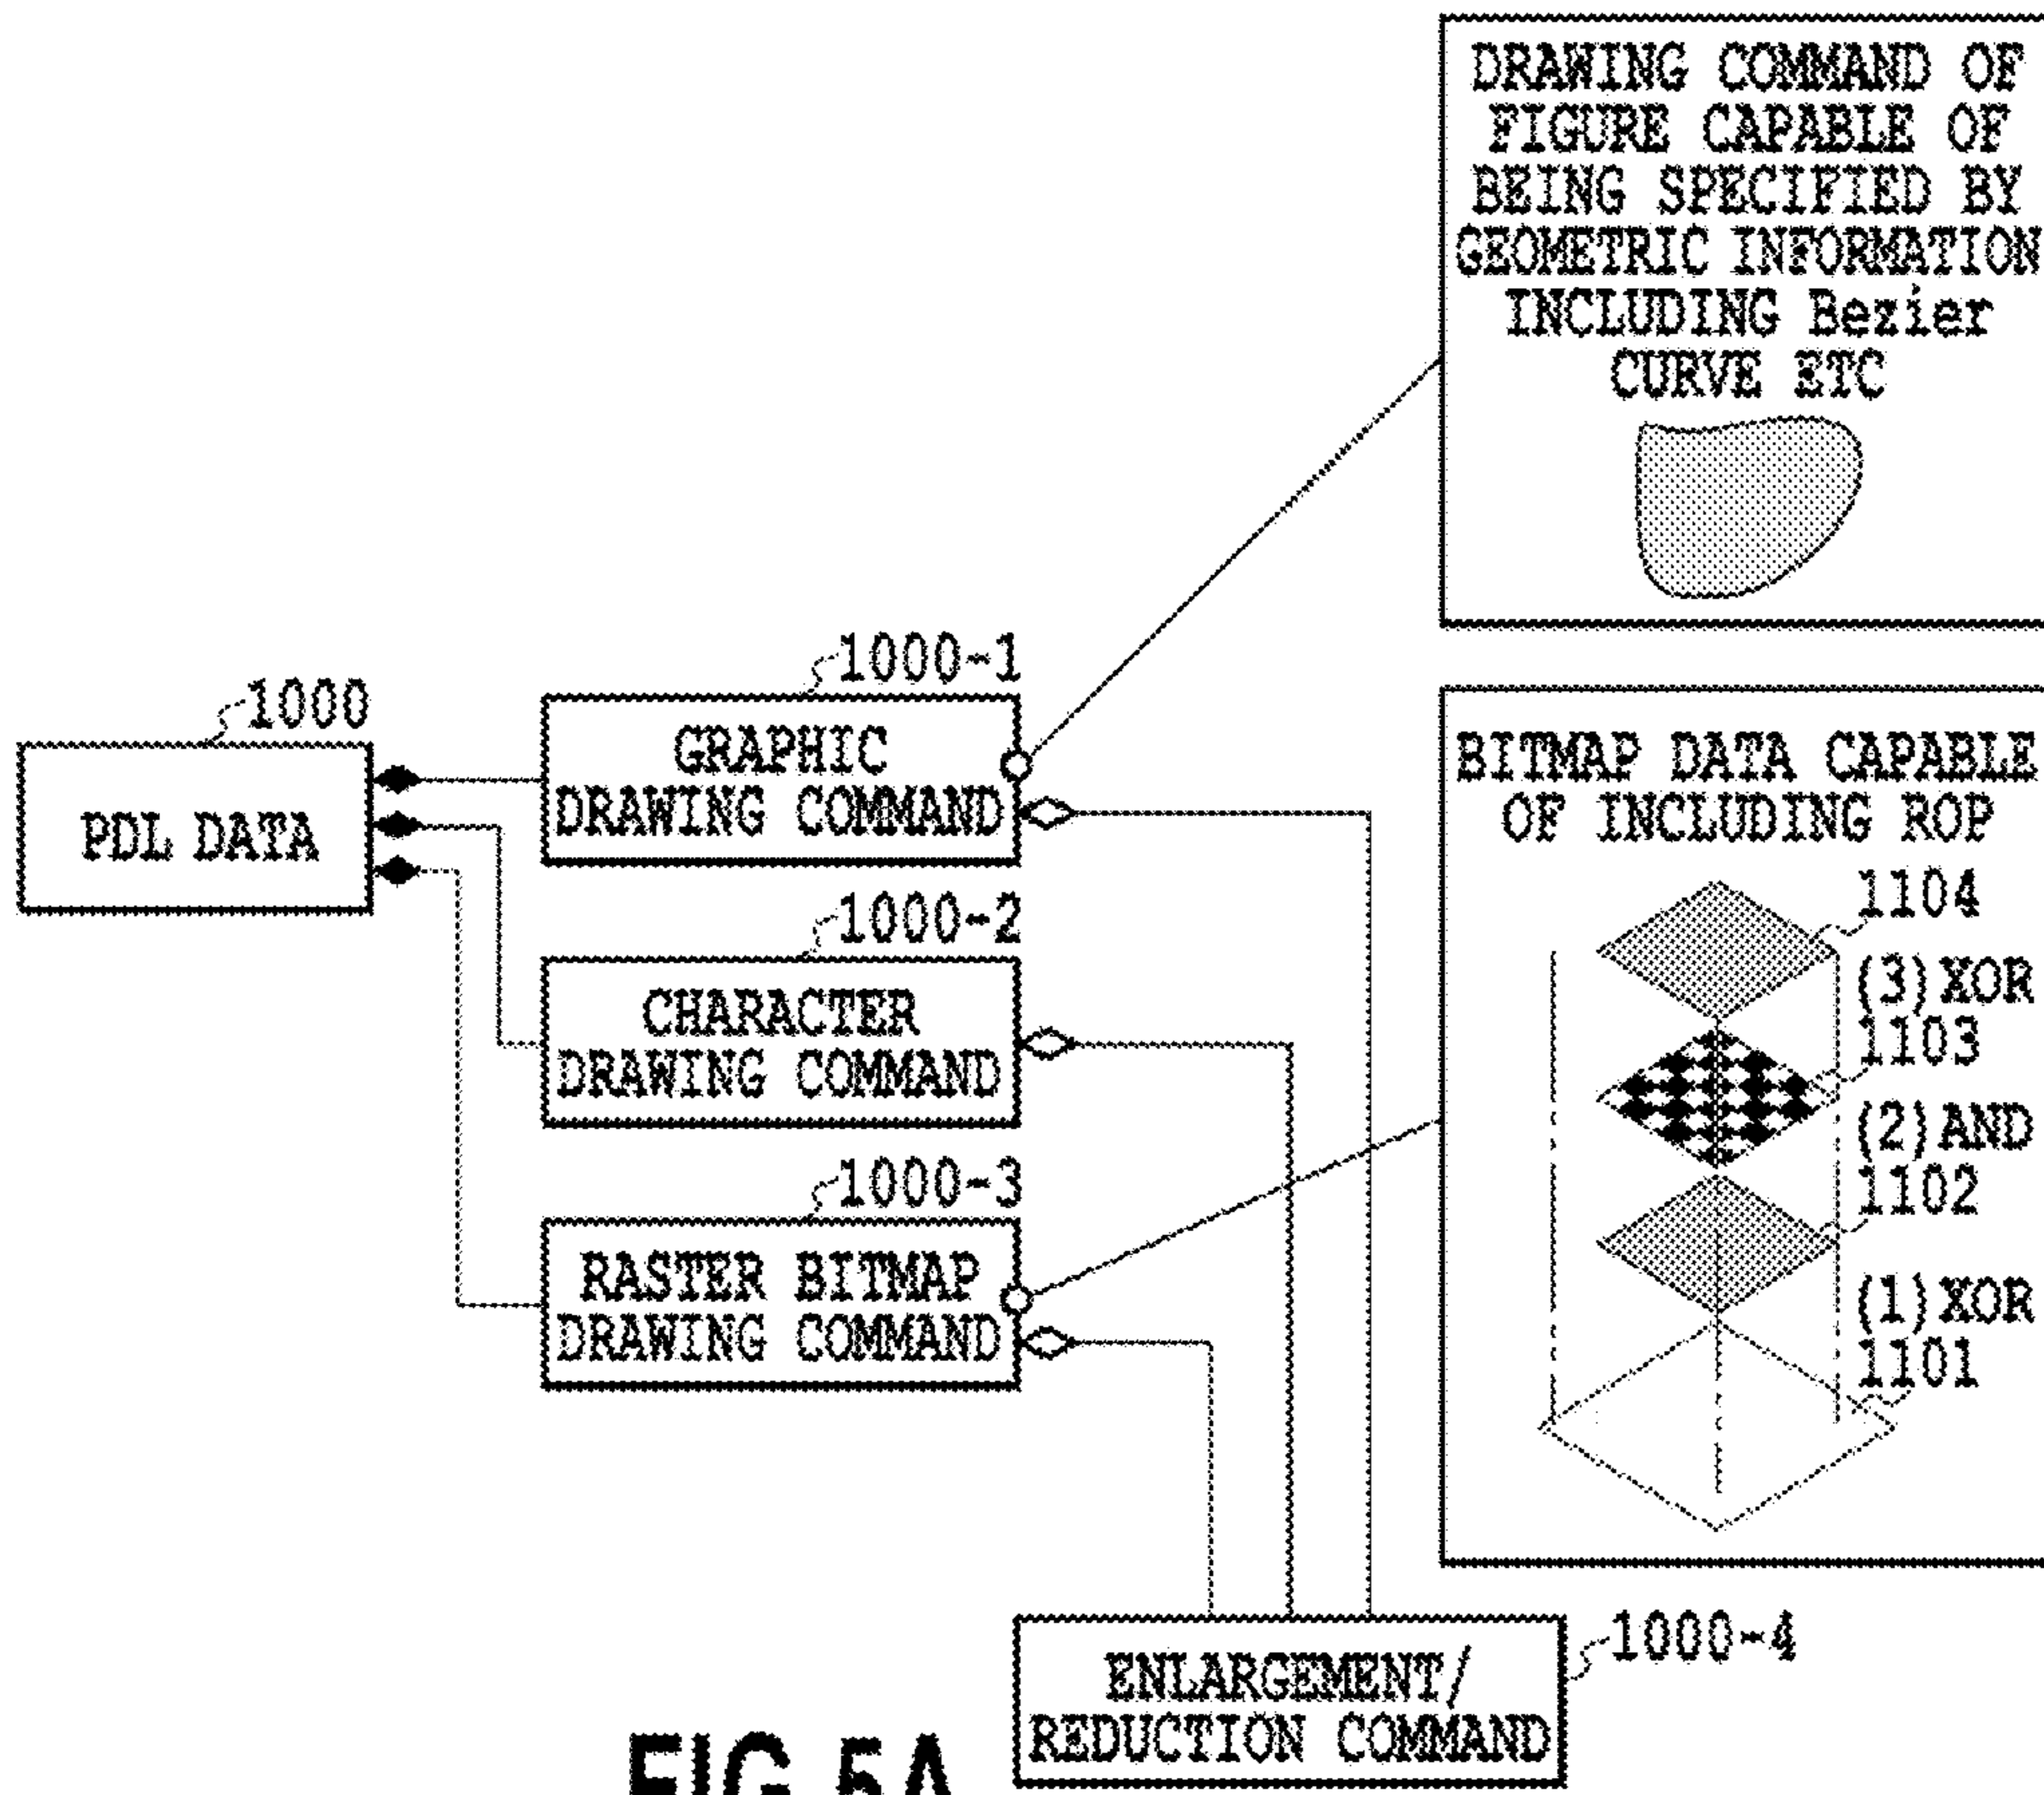 DRAWING COMMAND OF
FIGURE CAPABLE OF
BEING SPECIFIED BY
GEOMETRIC INFORMATION
INCLUDING Bezier
CURVE ETC
1000
PDL DATA
1000-1
GRAPHIC
DRAWING COMMAND
1000-2
CHARACTER
DRAWING COMMAND
1000-3
RASTER BITMAP
DRAWING COMMAND
BITMAP DATA CAPABLE
OF INCLUDING ROP
1104
(3)XOR
1103
(2)AND
1102
(1)XOR
1101
1000-4
ENLARGEMENT/
REDUCTION COMMAND
FIG.5A